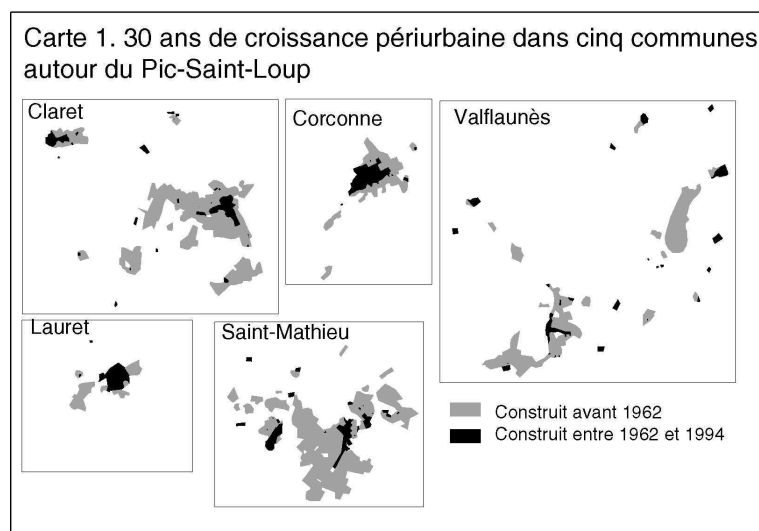 Carte 1. 30 ans de croissance périurbaine dans cinq communes
autour du Pic-Saint-Loup
Claret
Corconne
Valflaunès
Lauret
Saint-Mathieu
Construit avant 1962
Construit entre 1962 et 1994